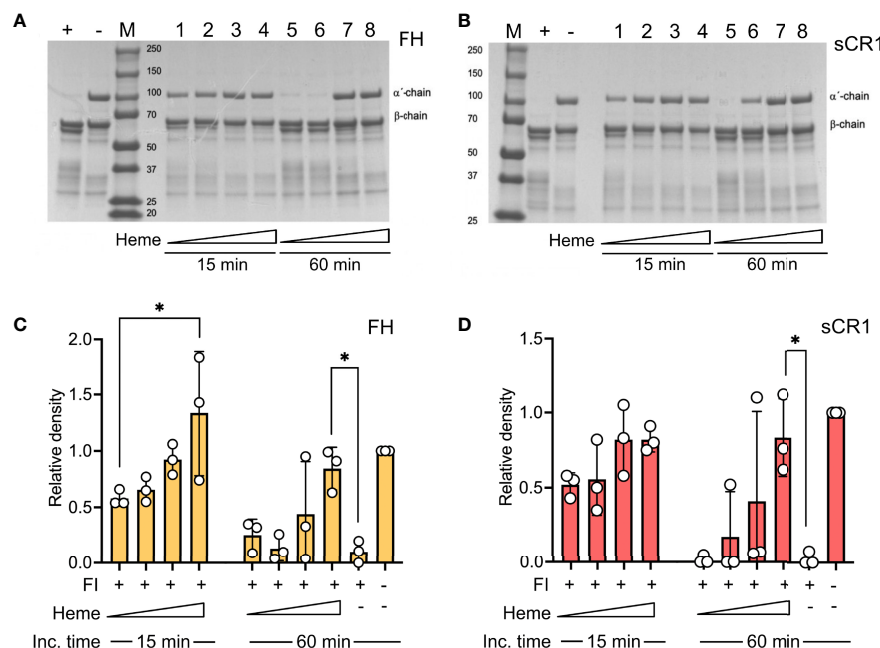 A
+ - M 1 2 3 4 5 6 7 8 FH
250
150
100
70
50
37
25
20
α´-chain
β-chain
Heme
15 min 60 min
B
M + - 1 2 3 4 5 6 7 8 sCR1
250
150
100
70
50
37
25
α´-chain
β-chain
Heme
15 min 60 min
C
FH
* *
Relative density
2.0
1.5
1.0
0.5
0.0
FI + + + + + + + + + -
Heme - -
Inc. time 15 min 60 min
D
sCR1
*
Relative density
1.5
1.0
0.5
0.0
FI + + + + + + + + + -
Heme - -
Inc. time 15 min 60 min